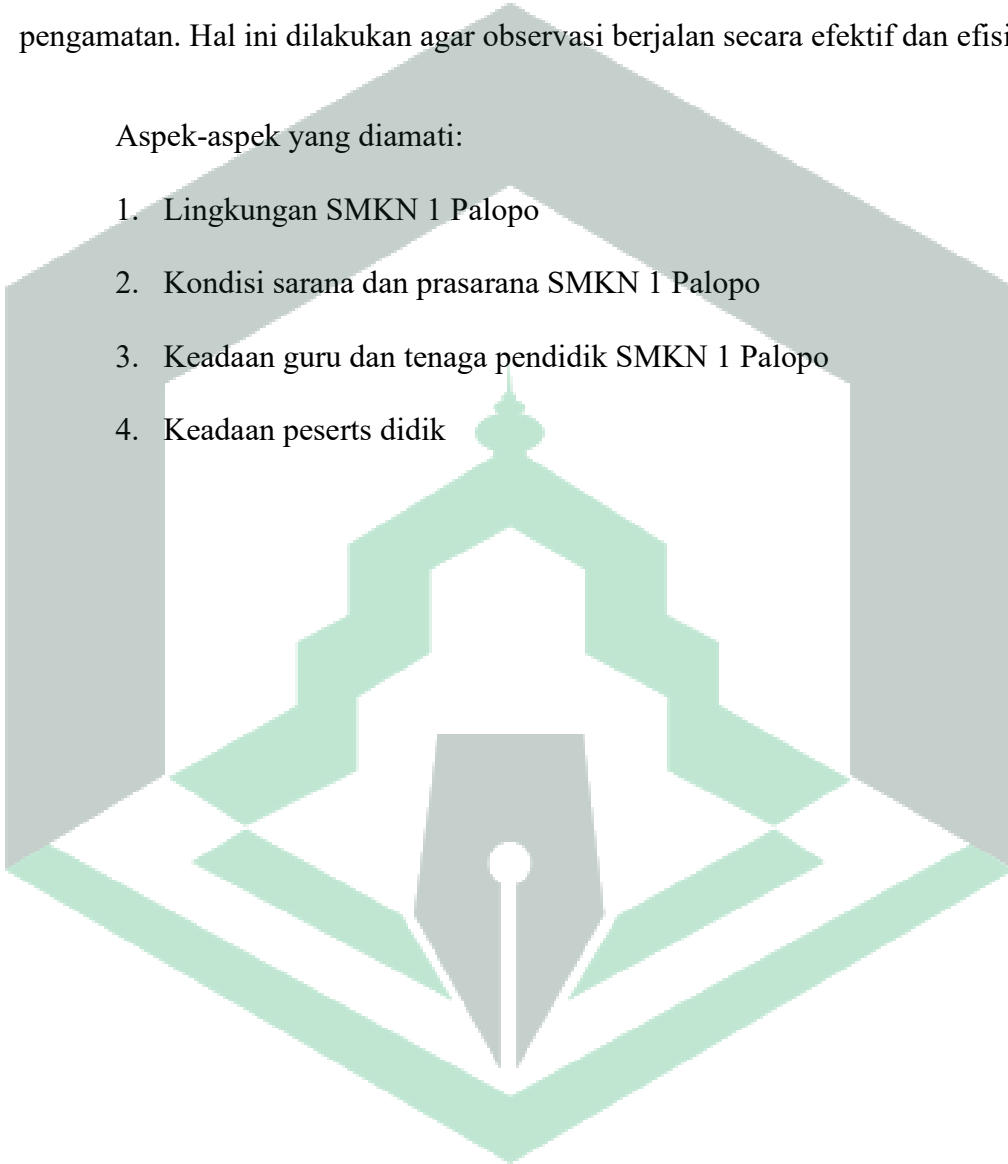 pengamatan. Hal ini dilakukan agar observasi berjalan secara efektif dan
Aspek-aspek yang diamati:
1. Lingkungan SMKN 1 Palopo
2. Kondisi sarana dan prasarana SMKN 1 Palopo
3. Keadaan guru dan tenaga pendidik SMKN 1 Palopo
4. Keadaan peserts didik